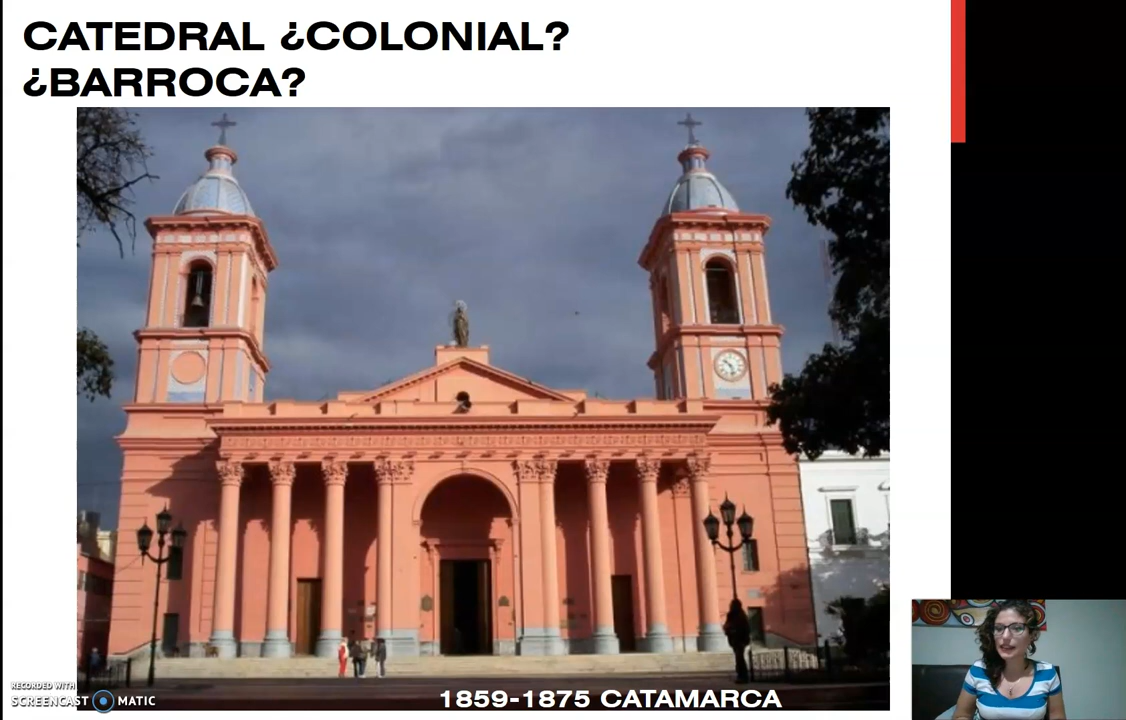 CATEDRAL ¿COLONIAL?
¿BARROCA?
RECORDED WITH
SCREENCAST MATIC
1859-1875 CATAMARCA